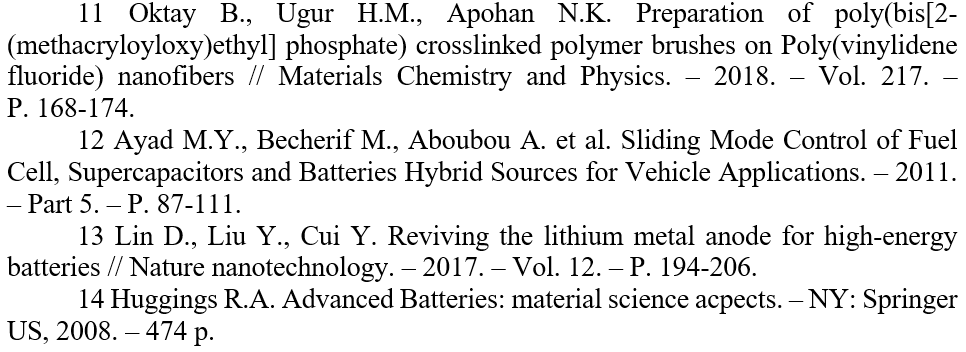 11 Oktay B., Ugur H.M., Apohan N.K. Preparation of poly(bis[2-
(methacryloyloxy)ethyl] phosphate) crosslinked polymer brushes on Poly(vinylidene
fluoride) nanofibers // Materials Chemistry and Physics. – 2018. – Vol. 217. –
P. 168-174.
12 Ayad M.Y., Becherif M., Aboubou A. et al. Sliding Mode Control of Fuel
Cell, Supercapacitors and Batteries Hybrid Sources for Vehicle Applications. – 2011.
– Part 5. – P. 87-111.
13 Lin D., Liu Y., Cui Y. Reviving the lithium metal anode for high-energy
batteries // Nature nanotechnology. – 2017. – Vol. 12. – P. 194-206.
14 Huggings R.A. Advanced Batteries: material science acpects. – NY: Springer
US, 2008. – 474 p.